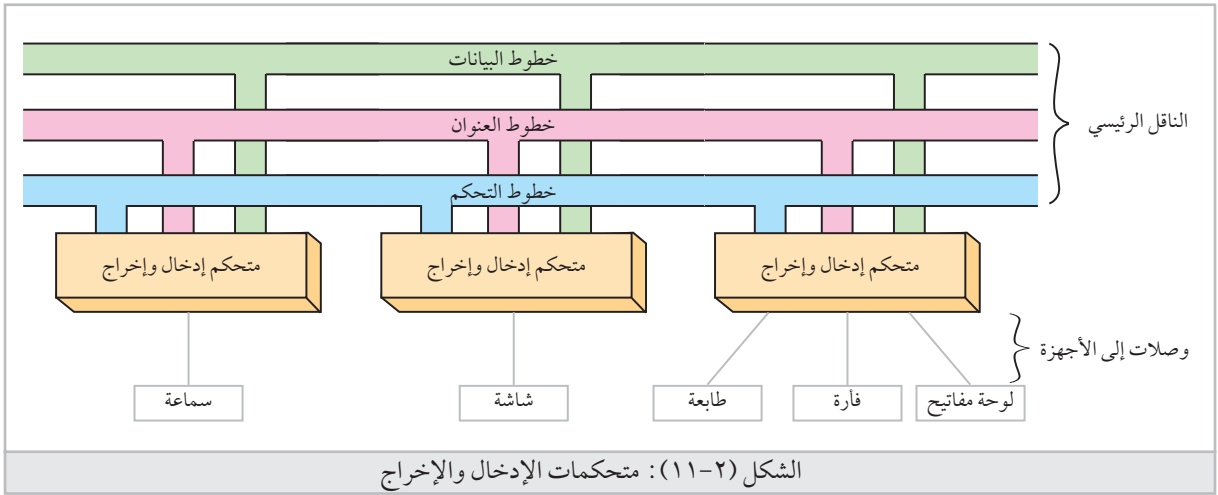 خطوط البيانات
خطوط العنوان
الناقل الرئيسي
خطوط التحكم
متحكم إدخال وإخراج
متحكم إدخال وإخراج
متحكم إدخال وإخراج
وصلات إلى الأجهزة
لوحة مفاتيح
فأرة
طابعة
شاشة
سماعة
الشكل (٢-١١): متحكمات الإدخال والإخراج